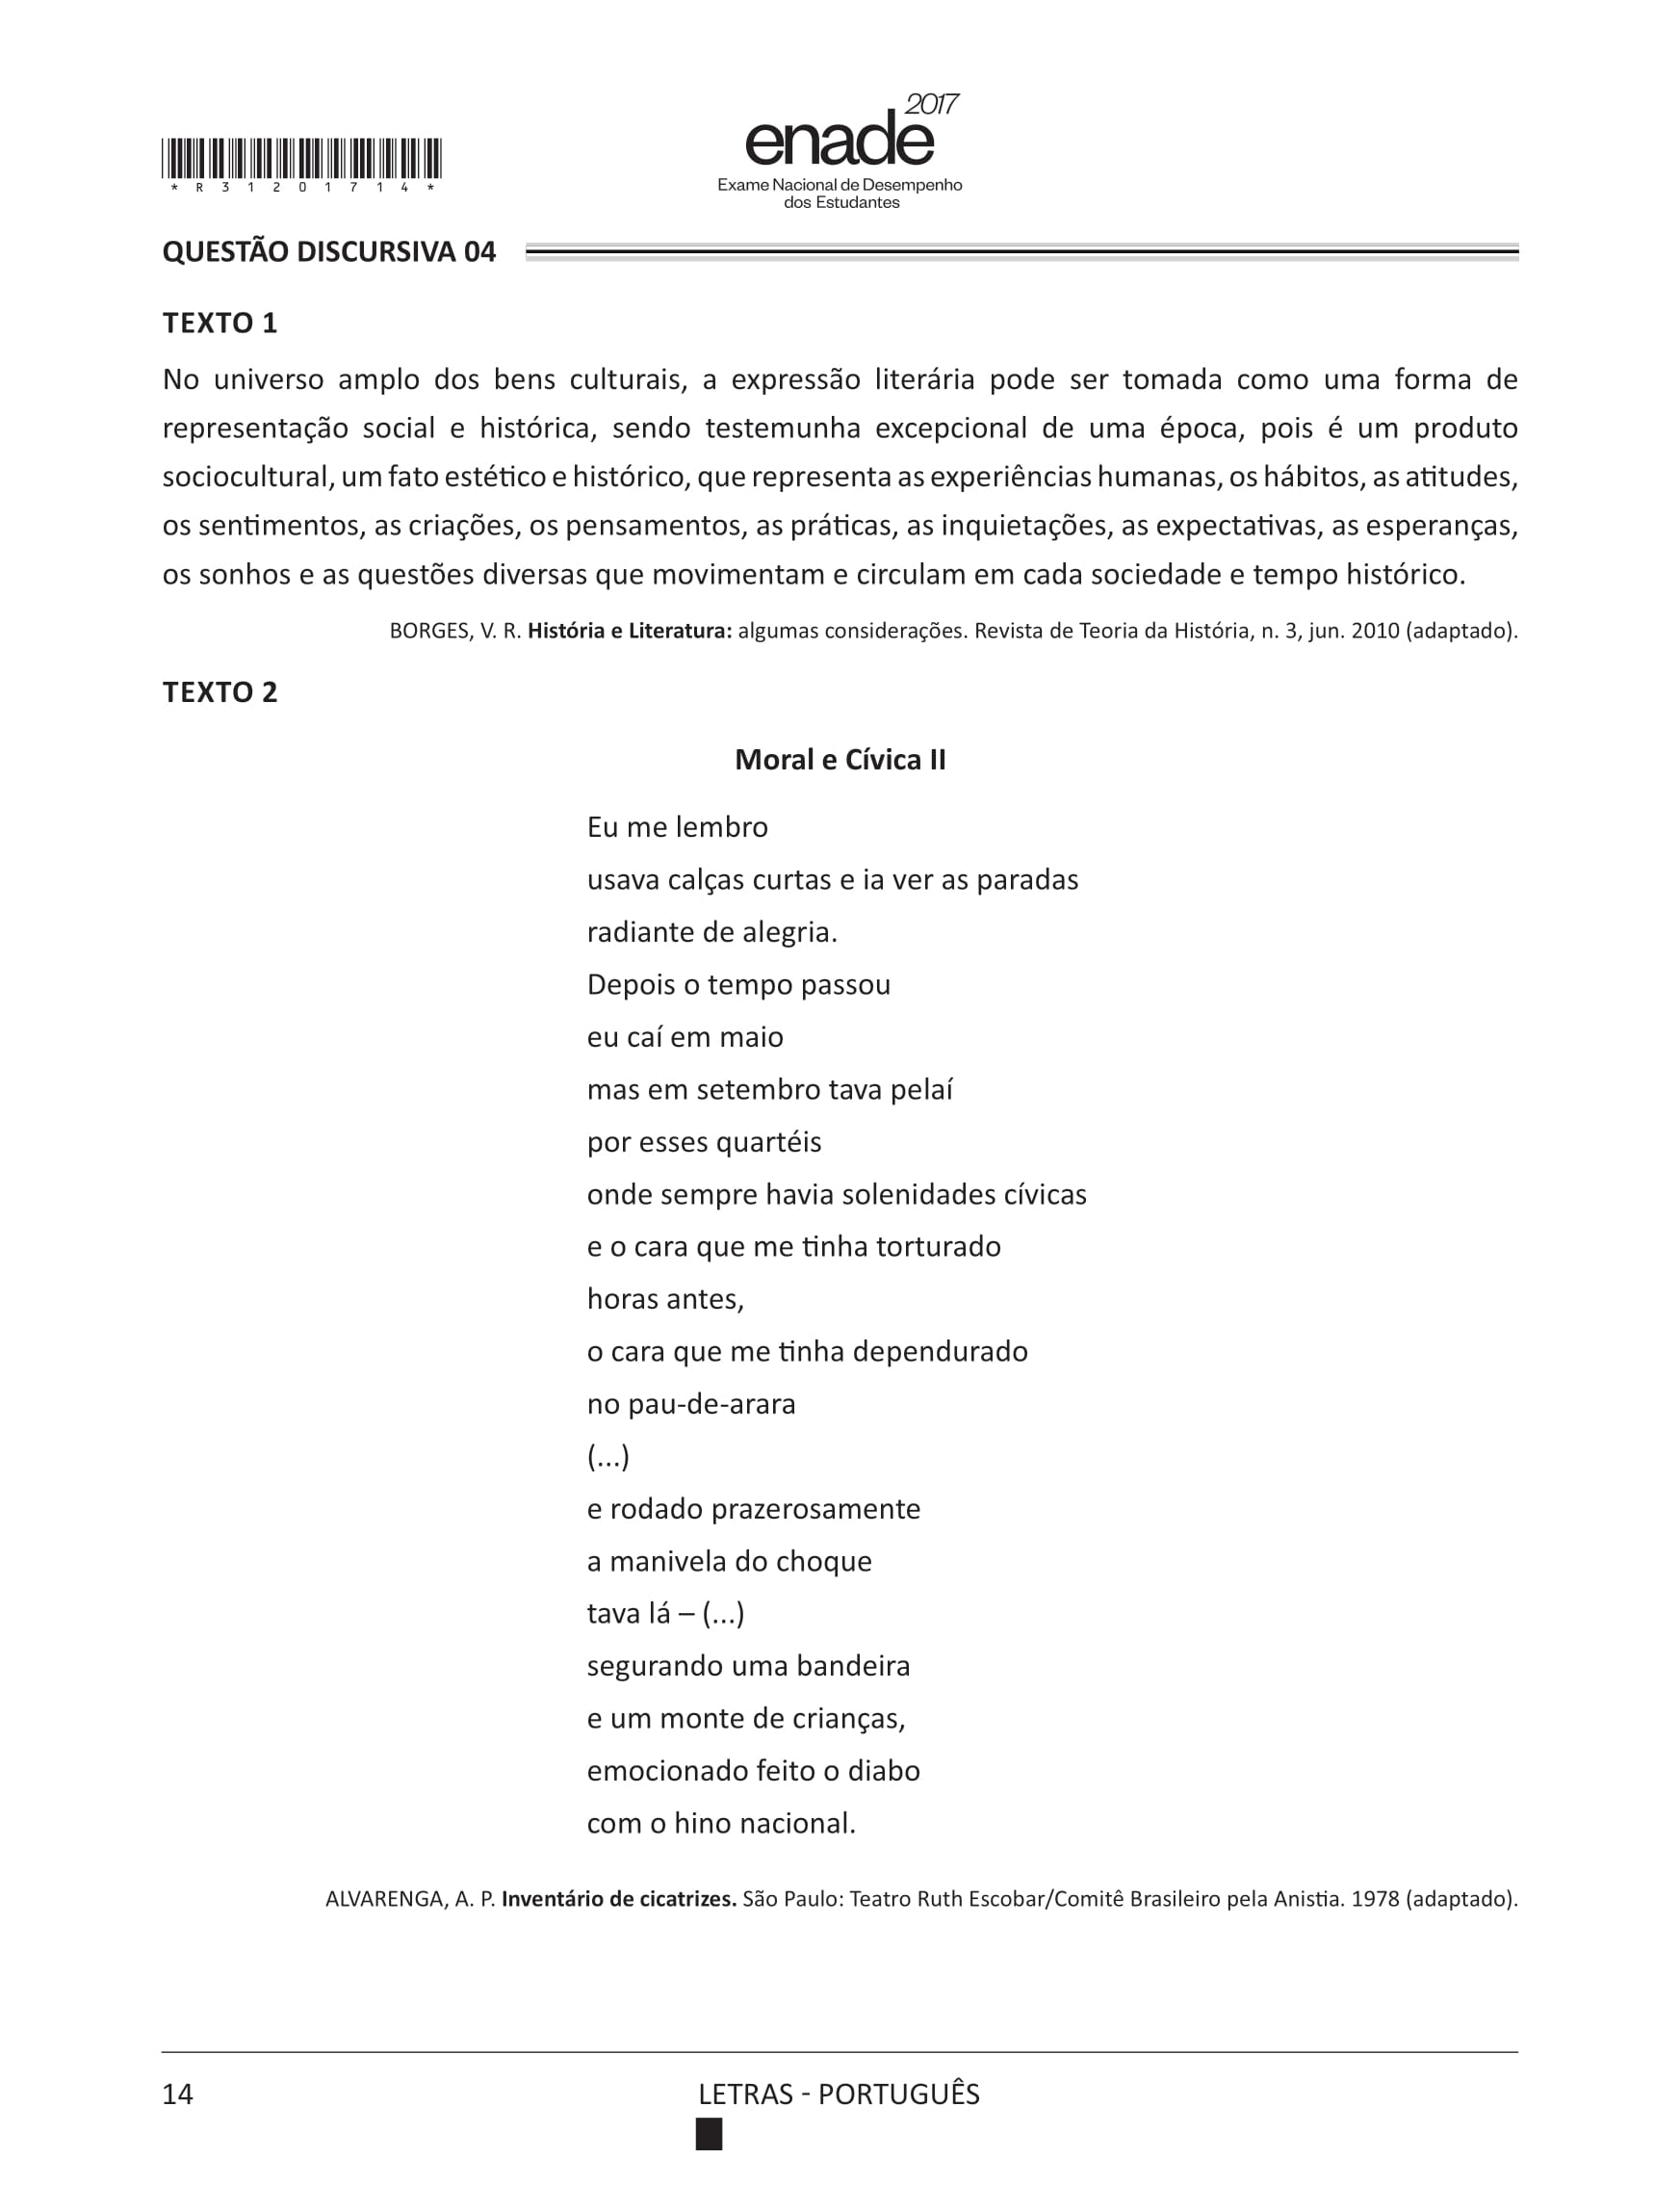 2017
enade
Exame Nacional de Desempenho
dos Estudantes
* R 3 1 2 0 1 7 1 4 *
QUESTÃO DISCURSIVA 04
TEXTO 1
No universo amplo dos bens culturais, a expressão literária pode ser tomada como uma forma de
representação social e histórica, sendo testemunha excepcional de uma época, pois é um produto
sociocultural, um fato estético e histórico, que representa as experiências humanas, os hábitos, as atitudes,
os sentimentos, as criações, os pensamentos, as práticas, as inquietações, as expectativas, as esperanças,
os sonhos e as questões diversas que movimentam e circulam em cada sociedade e tempo histórico.
BORGES, V. R. História e Literatura: algumas considerações. Revista de Teoria da História, n. 3, jun. 2010 (adaptado).
TEXTO 2
Moral e Cívica II
Eu me lembro
usava calças curtas e ia ver as paradas
radiante de alegria.
Depois o tempo passou
eu caí em maio
mas em setembro tava pelaí
por esses quartéis
onde sempre havia solenidades cívicas
e o cara que me tinha torturado
horas antes,
o cara que me tinha dependurado
no pau-de-arara
(...)
e rodado prazerosamente
a manivela do choque
tava lá – (...)
segurando uma bandeira
e um monte de crianças,
emocionado feito o diabo
com o hino nacional.
ALVARENGA, A. P. Inventário de cicatrizes. São Paulo: Teatro Ruth Escobar/Comitê Brasileiro pela Anistia. 1978 (adaptado).
14
LETRAS - PORTUGUÊS